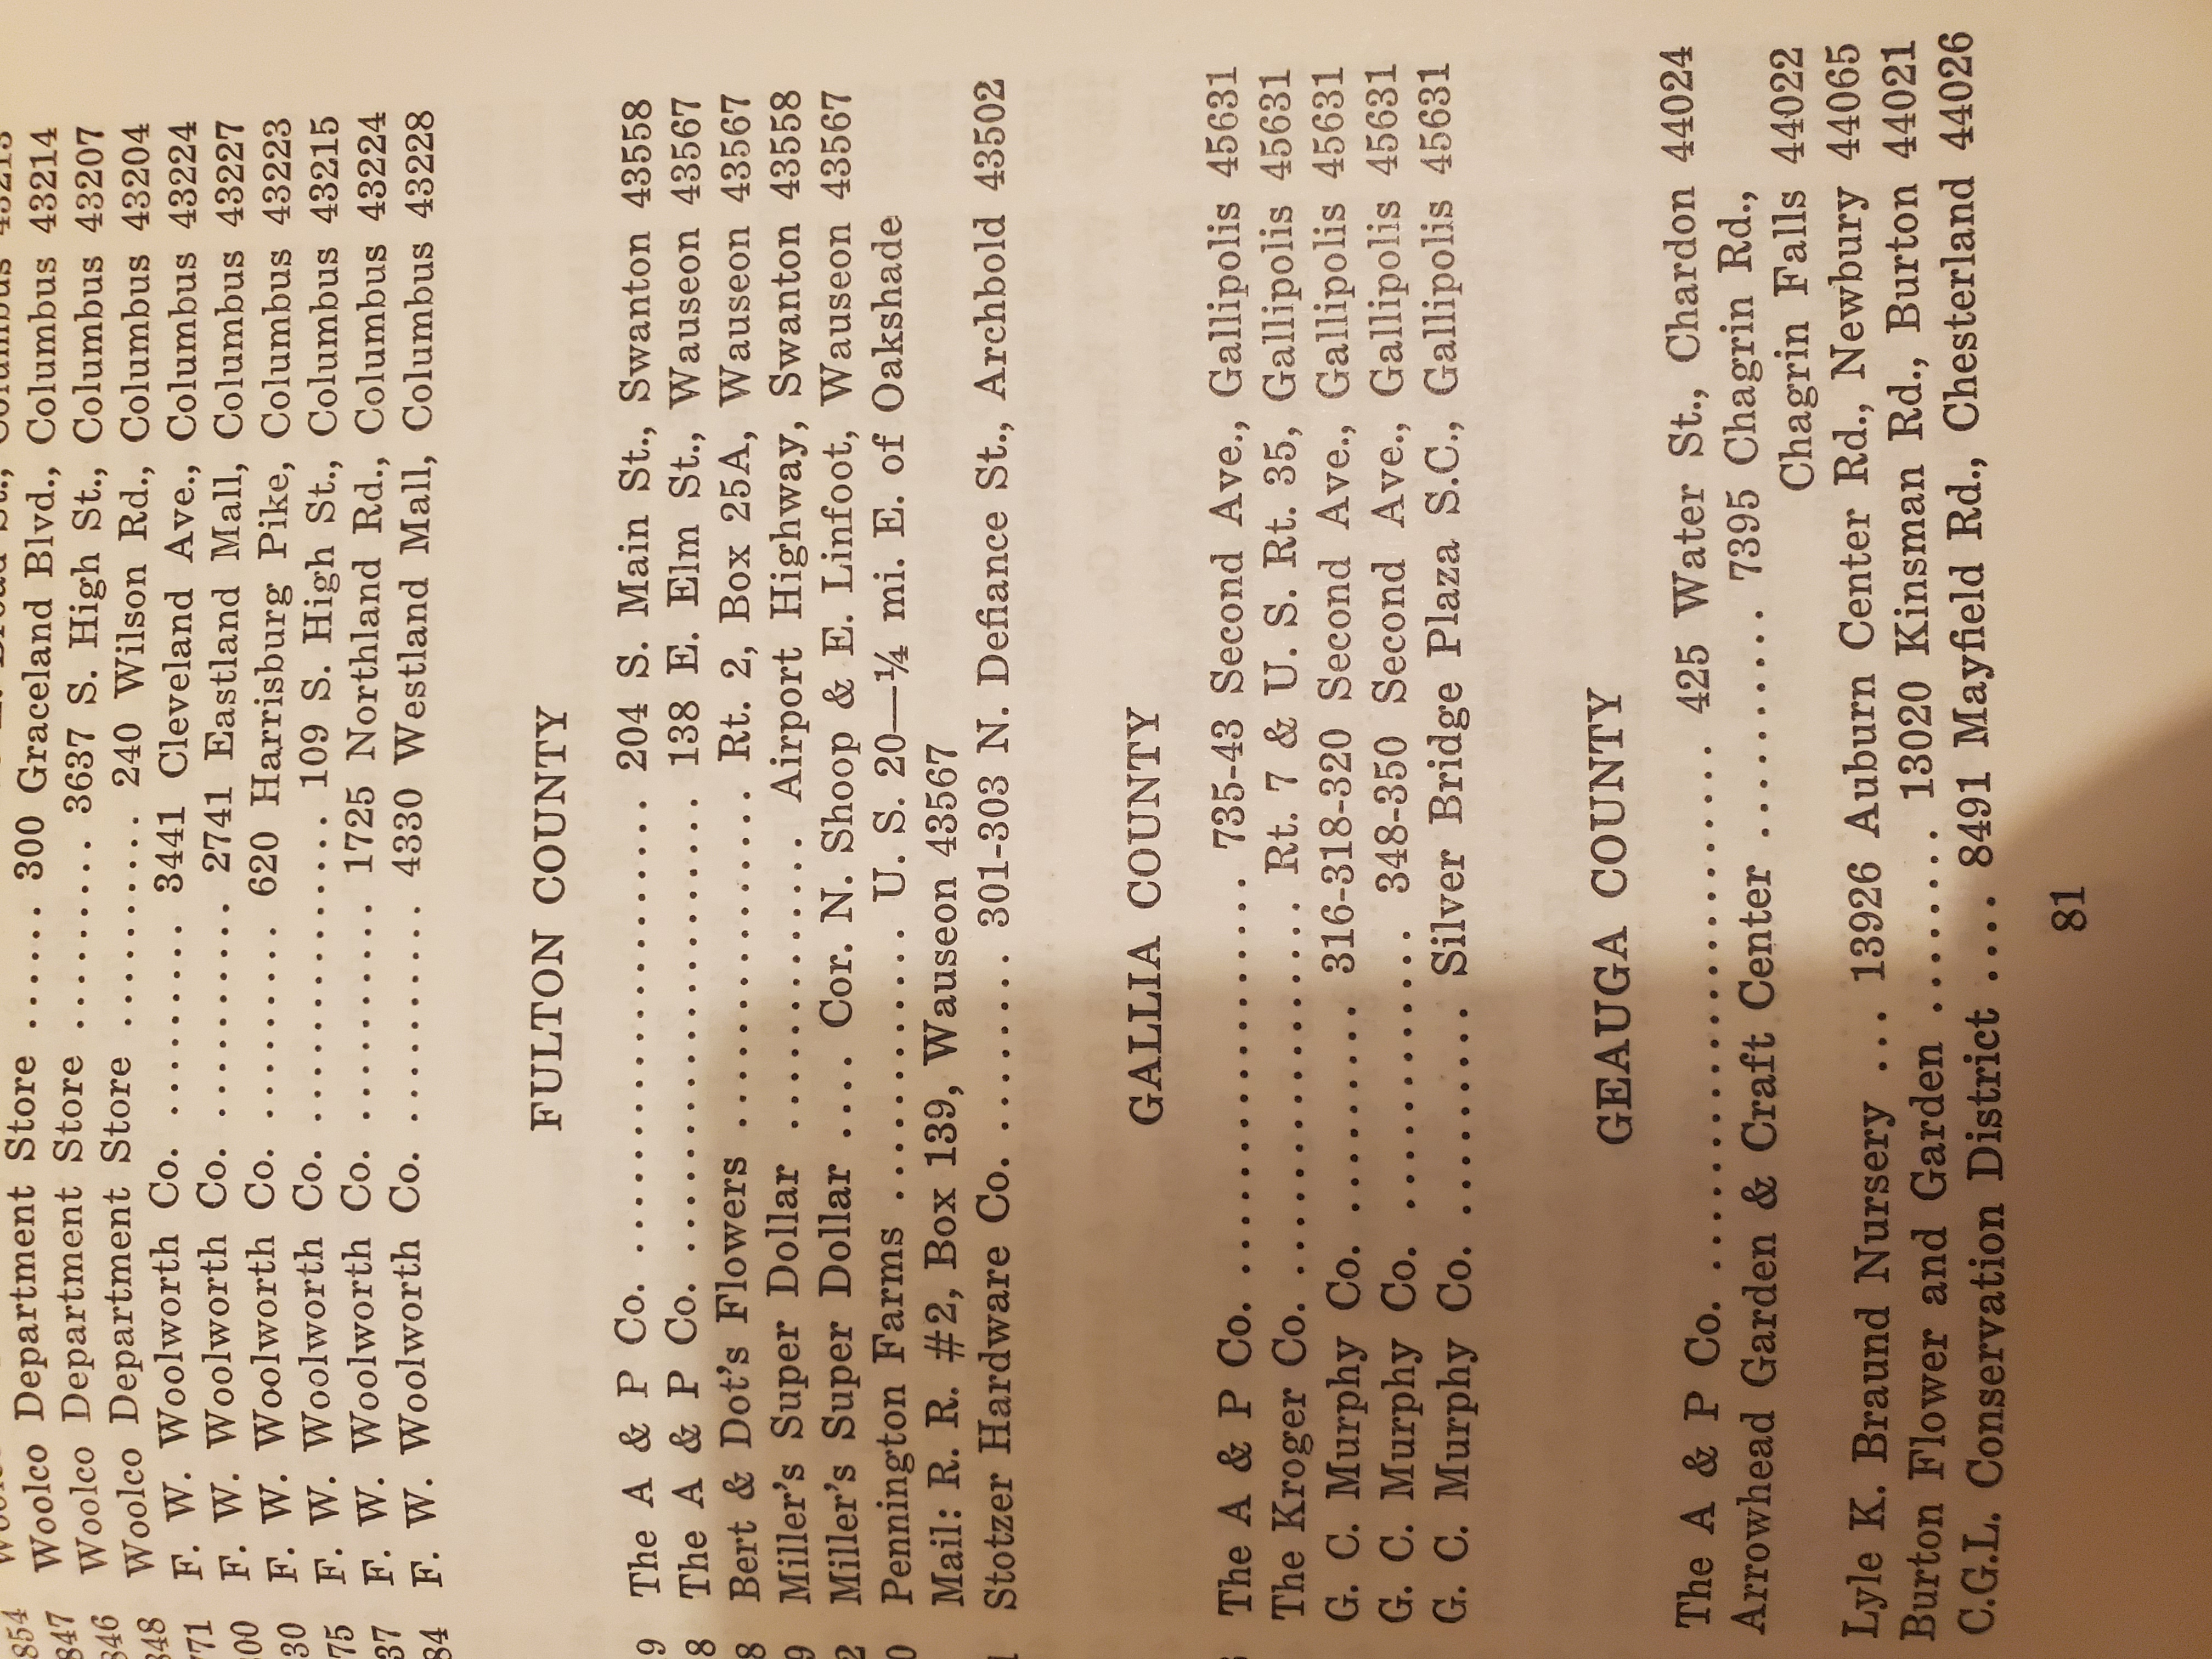 Woolco Department Store ...... 300 Graceland Blvd., Columbus 43214
Woolco Department Store ......... 3637 S. High St., Columbus 43207
Woolco Department Store .......... 240 Wilson Rd., Columbus 43204
F. W. Woolworth Co. ......... 3441 Cleveland Ave., Columbus 43224
F. W. Woolworth Co. .......... 2741 Eastland Mall, Columbus 43227
F. W. Woolworth Co. ......... 620 Harrisburg Pike, Columbus 43223
F. W. Woolworth Co. ............. 109 S. High St., Columbus 43215
F. W. Woolworth Co. .......... 1725 Northland Rd., Columbus 43224
F. W. Woolworth Co. .......... 4330 Westland Mall, Columbus 43228
FULTON COUNTY
The A & P Co. ...................... 204 S. Main St., Swanton 43558
The A & P Co. ...................... 138 E. Elm St., Wauseon 43567
Bert & Dot's Flowers ............... Rt. 2, Box 25A, Wauseon 43567
Miller's Super Dollar ............. Airport Highway, Swanton 43558
Miller's Super Dollar .... Cor. N. Shoop & E. Linfoot, Wauseon 43567
Pennington Farms ............ U. S. 20—¼ mi. E. of Oakshade
Mail: R. R. #2, Box 139, Wauseon 43567
Stotzer Hardware Co. ......... 301-303 N. Defiance St., Archbold 43502
GALLIA COUNTY
The A & P Co. ................... 735-43 Second Ave., Gallipolis 45631
The Kroger Co. .................. Rt. 7 & U. S. Rt. 35, Gallipolis 45631
G. C. Murphy Co. .......... 316-318-320 Second Ave., Gallipolis 45631
G. C. Murphy Co. ............. 348-350 Second Ave., Gallipolis 45631
G. C. Murphy Co. .......... Silver Bridge Plaza S.C., Gallipolis 45631
GEAUGA COUNTY
The A & P Co. ......................... 425 Water St., Chardon 44024
Arrowhead Garden & Craft Center .......... 7395 Chagrin Rd.,
Chagrin Falls 44022
Lyle K. Braund Nursery ... 13926 Auburn Center Rd., Newbury 44065
Burton Flower and Garden ........ 13020 Kinsman Rd., Burton 44021
C.G.L. Conservation District .... 8491 Mayfield Rd., Chesterland 44026
81